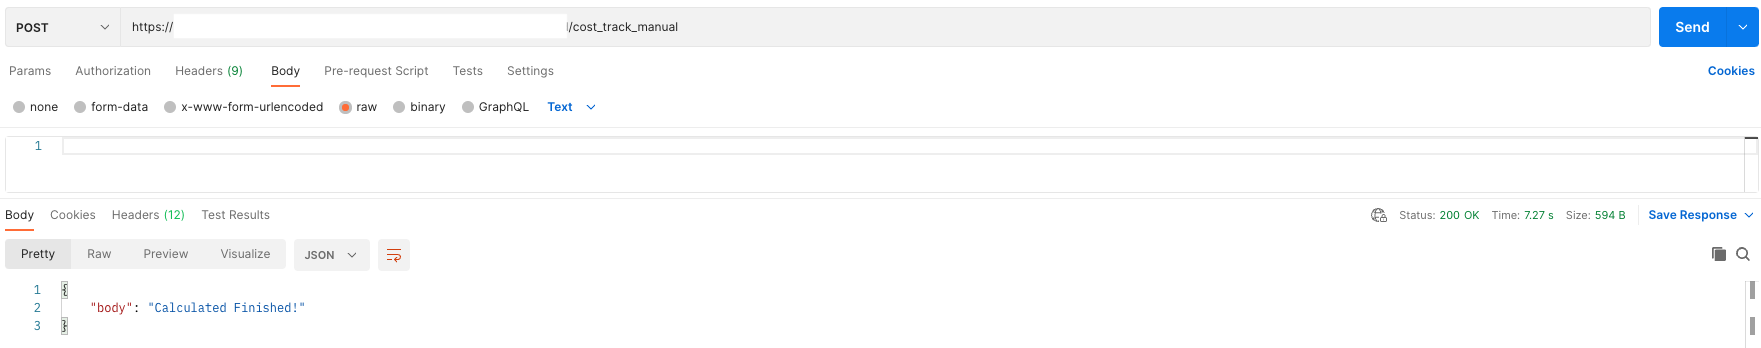 POST https:// /cost_track_manual Send
Params Authorization Headers (9) Body Pre-request Script Tests Settings Cookies
none form-data x-www-form-urlencoded raw binary GraphQL Text
1
Body Cookies Headers (12) Test Results Status: 200 OK Time: 7.27 s Size: 594 B Save Response
Pretty Raw Preview Visualize JSON
1 {
2 "body": "Calculated Finished!"
3 }